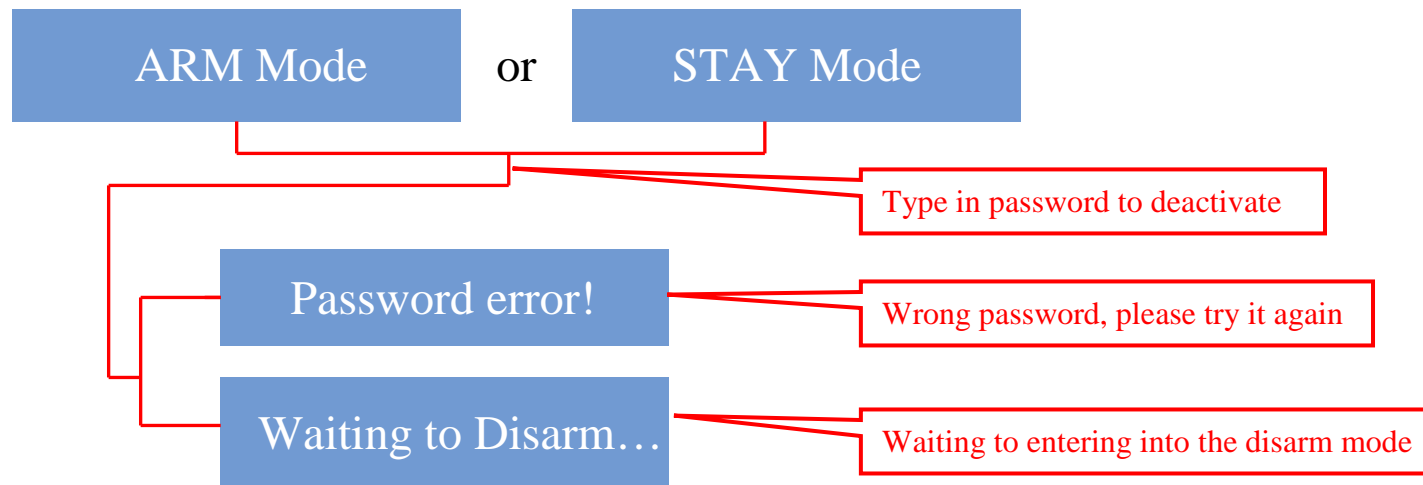 ARM Mode or STAY Mode
Type in password to deactivate
Password error!
Wrong password, please try it again
Waiting to Disarm…
Waiting to entering into the disarm mode